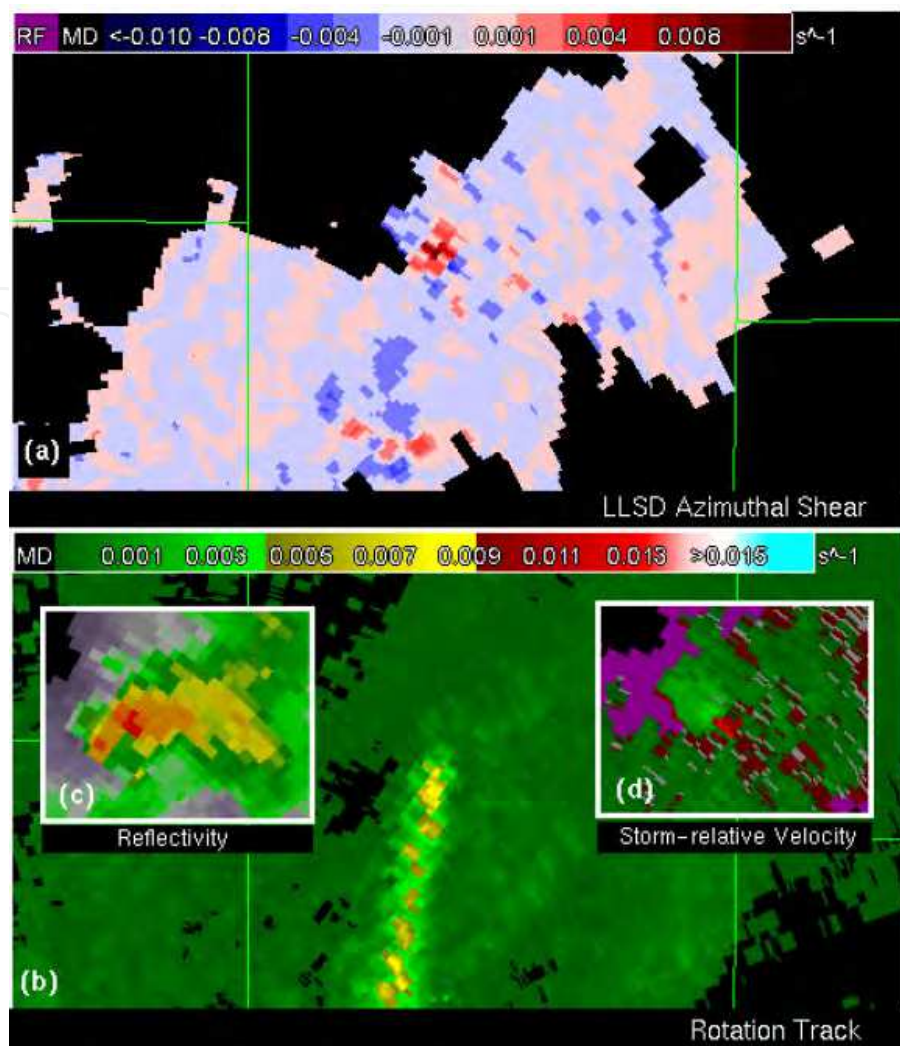 RF MD <-0.010 -0.008 -0.004 -0.001 0.001 0.004 0.008 s^-1
(a)
LLSD Azimuthal Shear
MD 0.001 0.003 0.005 0.007 0.009 0.011 0.013 >0.015 s^-1
(c)
Reflectivity
(d)
Storm-relative Velocity
(b)
Rotation Track